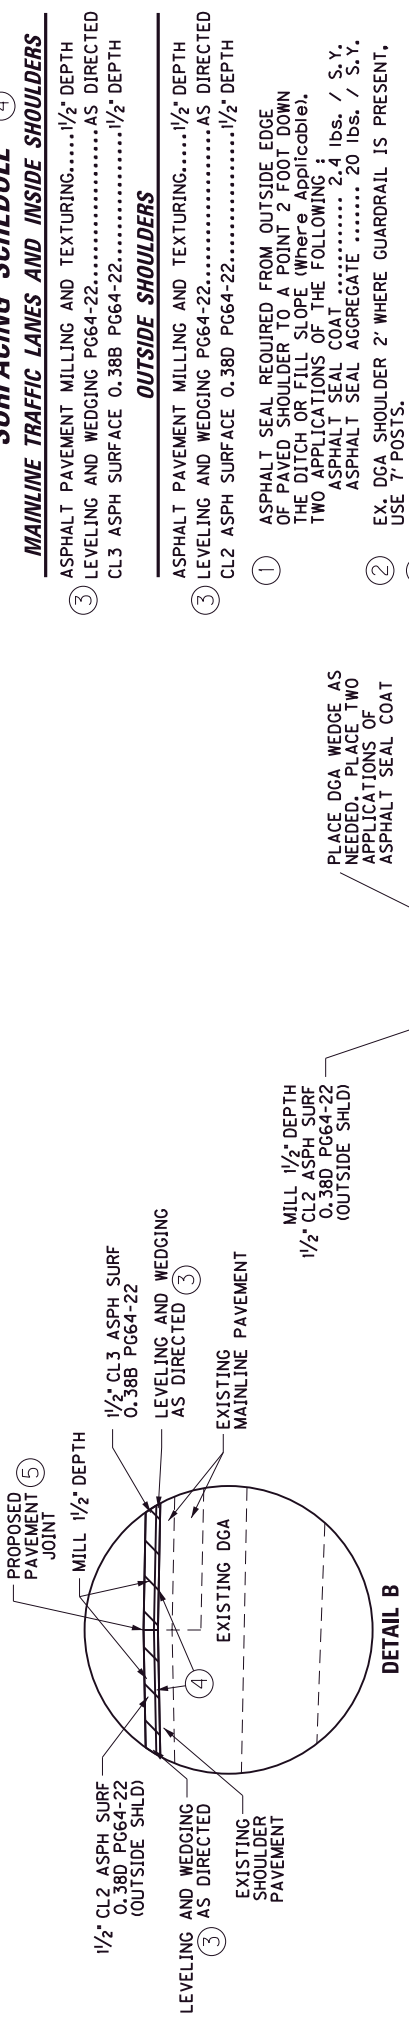 SURFACING SCHEDULE 4
MAINLINE TRAFFIC LANES AND INSIDE SHOULDERS
ASPHALT PAVEMENT MILLING AND TEXTURING.....1½" DEPTH
3 LEVELING AND WEDGING PG64-22...................AS DIRECTED
CL3 ASPH SURFACE 0.38B PG64-22...............1½" DEPTH
OUTSIDE SHOULDERS
ASPHALT PAVEMENT MILLING AND TEXTURING.....1½" DEPTH
3 LEVELING AND WEDGING PG64-22...................AS DIRECTED
CL2 ASPH SURFACE 0.38D PG64-22...............1½" DEPTH
1 ASPHALT SEAL REQUIRED FROM OUTSIDE EDGE
OF PAVED SHOULDER TO A POINT 2 FOOT DOWN
THE DITCH OR FILL SLOPE (Where Applicable).
TWO APPLICATIONS OF THE FOLLOWING :
ASPHALT SEAL COAT ........... 2.4 lbs. / S.Y.
ASPHALT SEAL AGGREGATE ....... 20 lbs. / S.Y.
2 EX. DGA SHOULDER 2' WHERE GUARDRAIL IS PRESENT,
USE 7' POSTS.
PLACE DGA WEDGE AS
NEEDED. PLACE TWO
APPLICATIONS OF
ASPHALT SEAL COAT
MILL 1½" DEPTH
1½" CL2 ASPH SURF
0.38D PG64-22
(OUTSIDE SHLD)
PROPOSED
PAVEMENT 5
JOINT
MILL 1½" DEPTH
1½" CL3 ASPH SURF
0.38B PG64-22
LEVELING AND WEDGING
AS DIRECTED 3
EXISTING
MAINLINE PAVEMENT
1½" CL2 ASPH SURF
0.38D PG64-22
(OUTSIDE SHLD)
LEVELING AND WEDGING
3 AS DIRECTED
EXISTING
SHOULDER
PAVEMENT
4
EXISTING DGA
DETAIL B